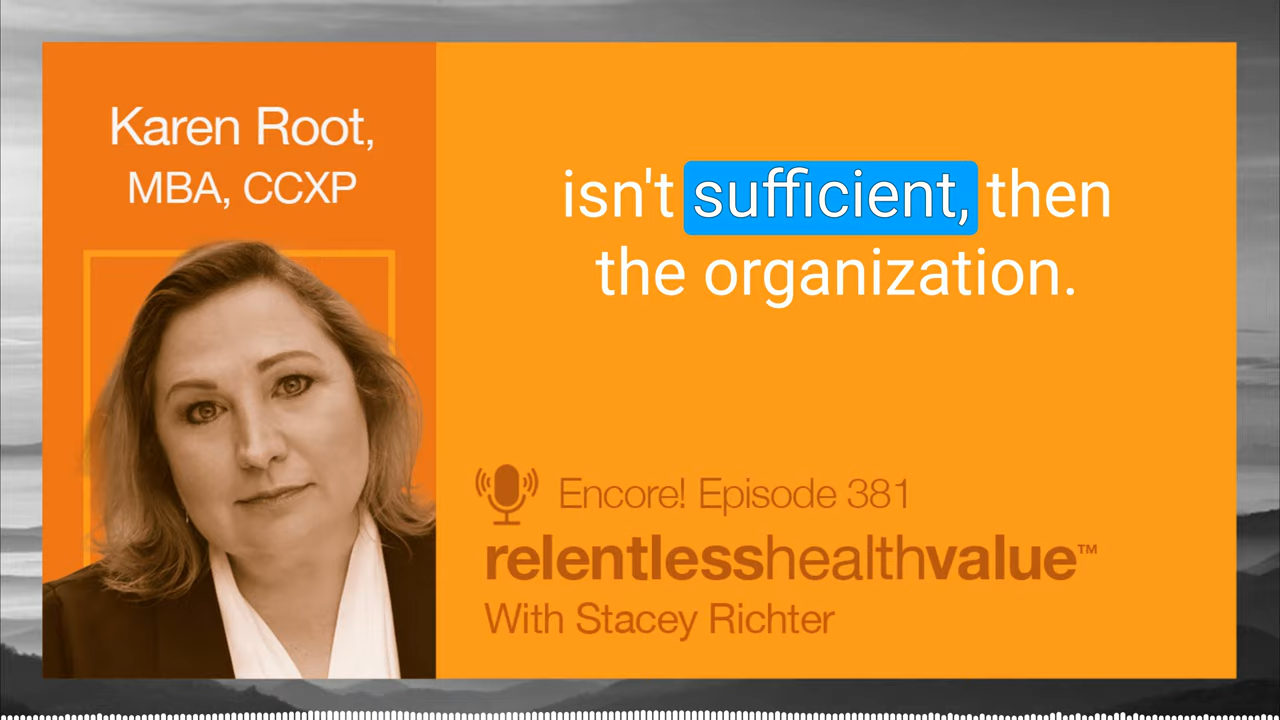 Karen Root,
MBA, CCXP
isn't sufficient, then
the organization.
Encore! Episode 381
relentlesshealthvalue™
With Stacey Richter